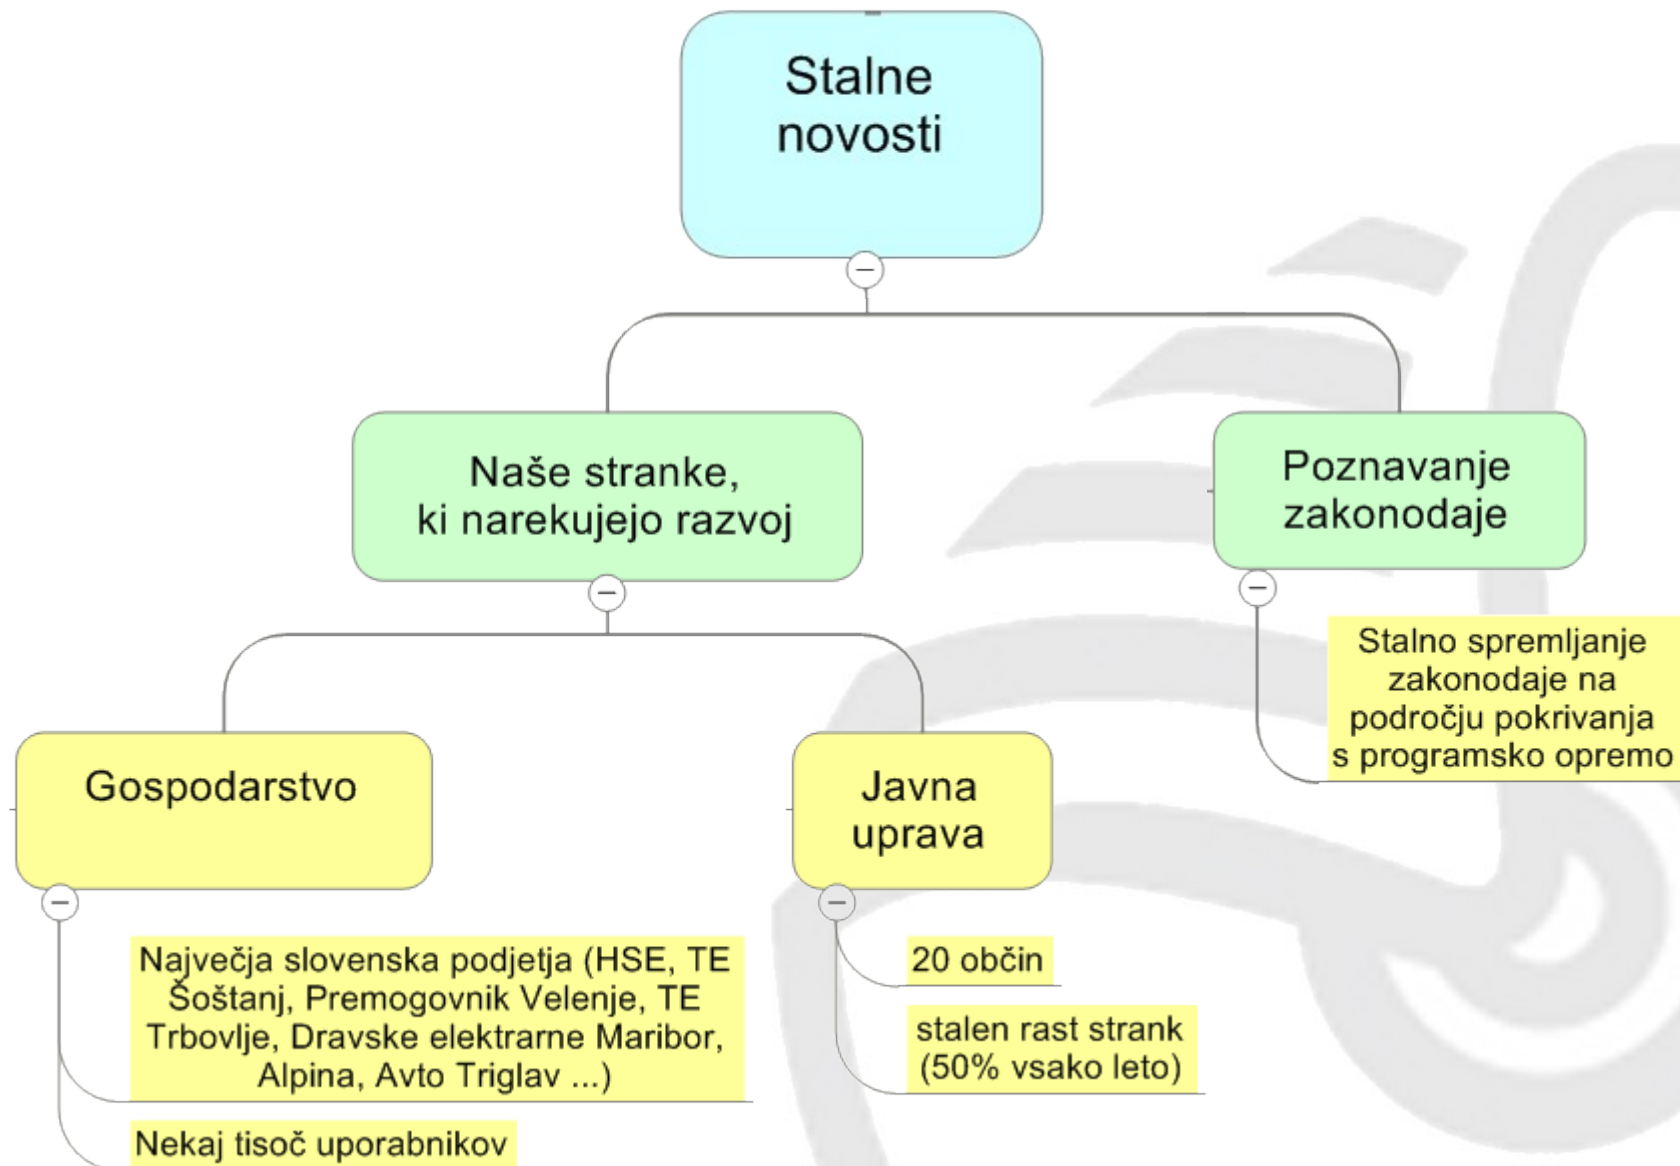 Stalne
novosti
Naše stranke,
ki narekujejo razvoj
Poznavanje
zakonodaje
Stalno spremljanje
zakonodaje na
področju pokrivanja
s programsko opremo
Gospodarstvo
Javna
uprava
Največja slovenska podjetja (HSE, TE
Šoštanj, Premogovnik Velenje, TE
Trbovlje, Dravske elektrarne Maribor,
Alpina, Avto Triglav ...)
Nekaj tisoč uporabnikov
20 občin
stalen rast strank
(50% vsako leto)